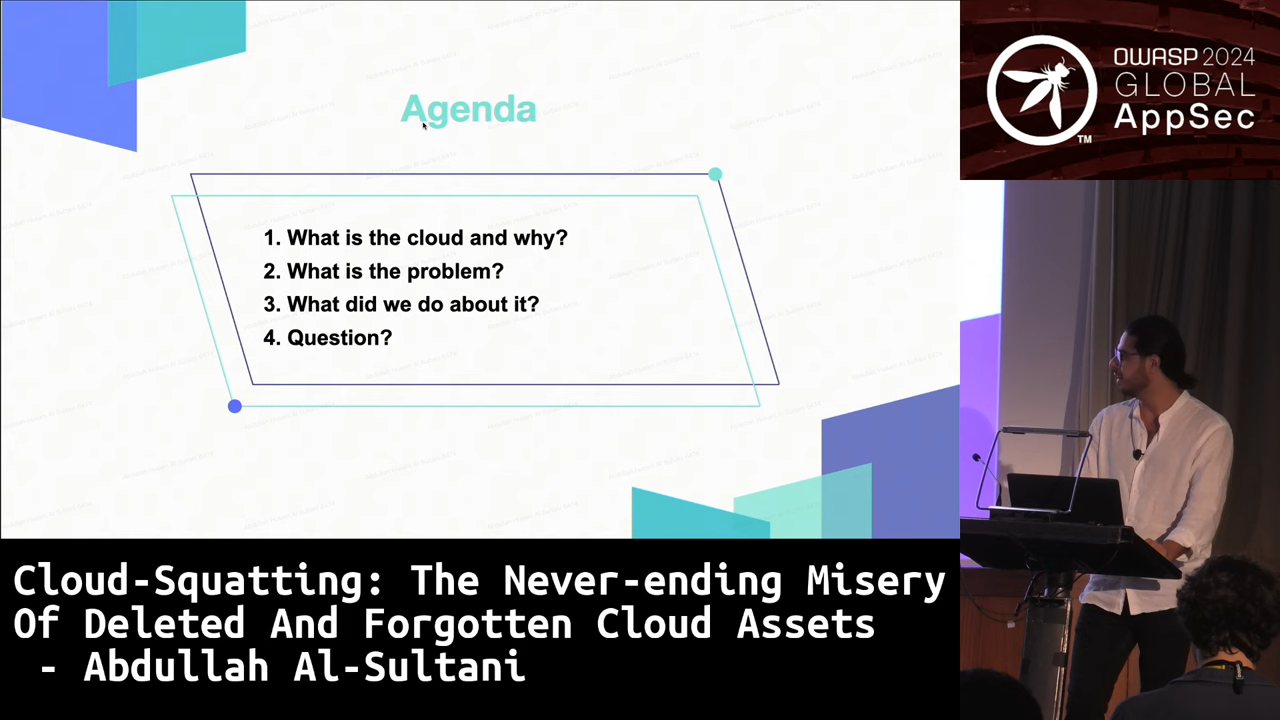 Agenda
1. What is the cloud and why?
2. What is the problem?
3. What did we do about it?
4. Question?
OWASP 2024
GLOBAL
AppSec
TM
Cloud-Squatting: The Never-ending Misery
Of Deleted And Forgotten Cloud Assets
- Abdullah Al-Sultani